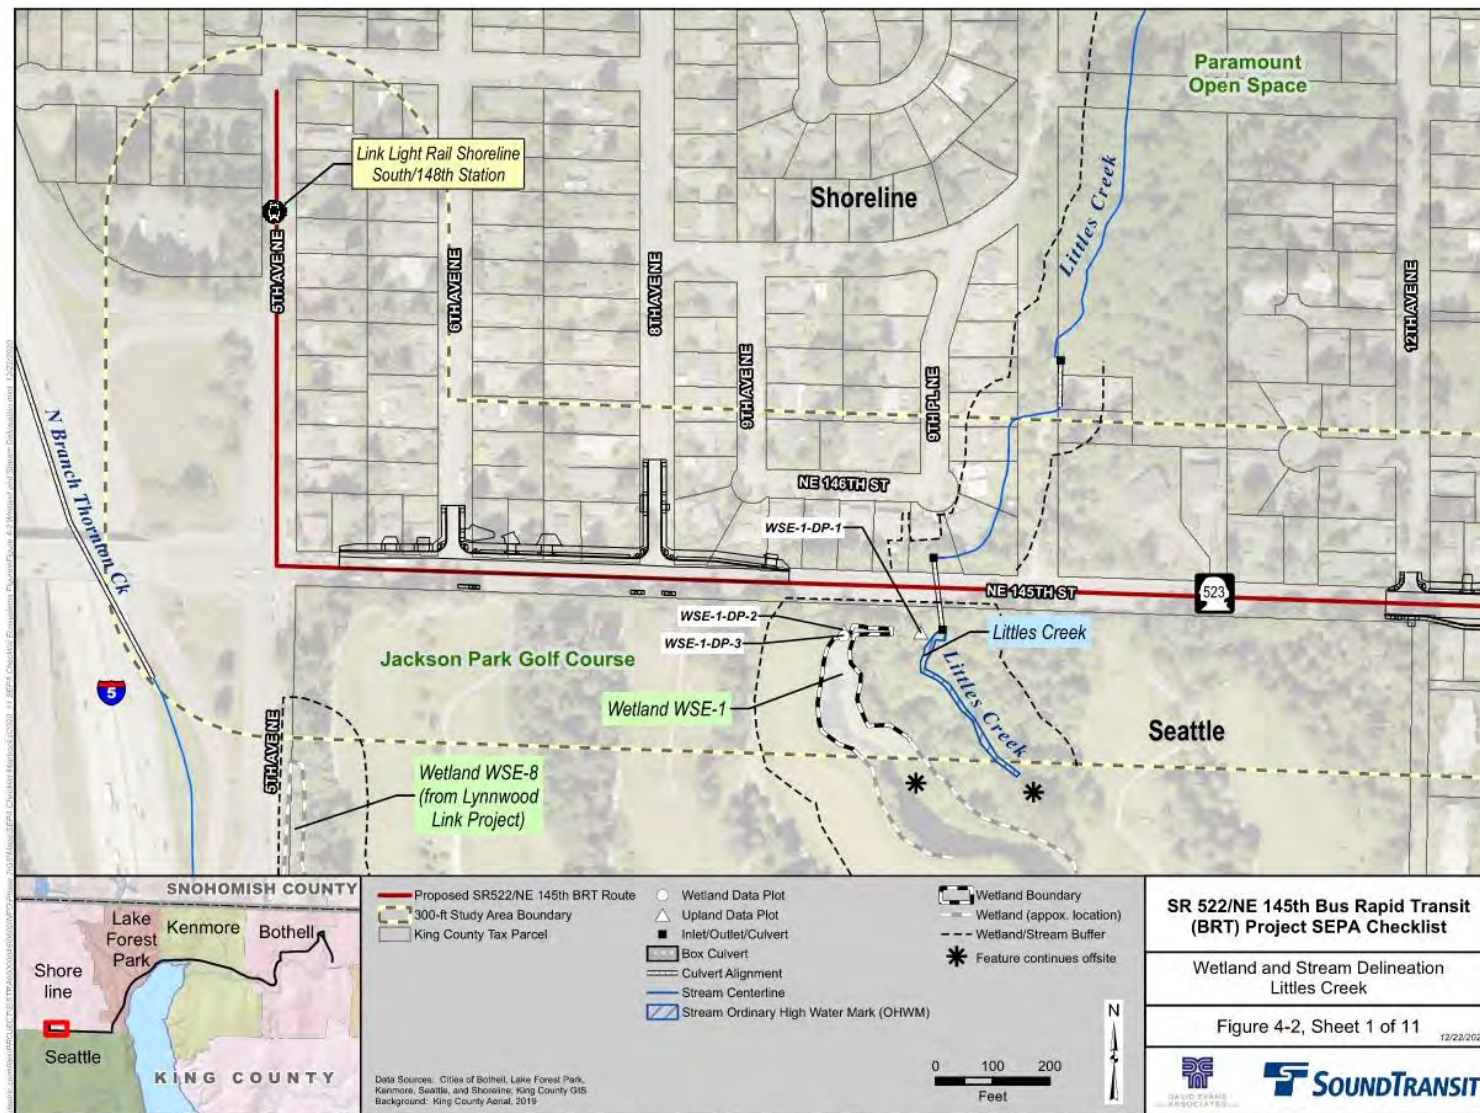 Paramount
Open Space
Link Light Rail Shoreline
South/148th Station
Shoreline
Littles Creek
5TH AVE NE
6TH AVE NE
8TH AVE NE
9TH AVE NE
9TH PL NE
12TH AVE NE
N Branch Thornton Ck
NE 146TH ST
WSE-1-DP-1
NE 145TH ST
523
WSE-1-DP-2
WSE-1-DP-3
Littles Creek
Jackson Park Golf Course
Littles Creek
5
Wetland WSE-1
Seattle
5TH AVE NE
Wetland WSE-8
(from Lynnwood
Link Project)
SNOHOMISH COUNTY
Lake
Forest
Park
Kenmore
Bothell
Shore
line
Seattle
KING COUNTY
Proposed SR522/NE 145th BRT Route
300-ft Study Area Boundary
King County Tax Parcel
Wetland Data Plot
Upland Data Plot
Inlet/Outlet/Culvert
Box Culvert
Culvert Alignment
Stream Centerline
Stream Ordinary High Water Mark (OHWM)
Wetland Boundary
Wetland (appox. location)
Wetland/Stream Buffer
Feature continues offsite
Data Sources: Cities of Bothell, Lake Forest Park,
Kenmore, Seattle, and Shoreline; King County GIS
Background: King County Aerial, 2019
N
0 100 200
Feet
SR 522/NE 145th Bus Rapid Transit
(BRT) Project SEPA Checklist
Wetland and Stream Delineation
Littles Creek
Figure 4-2, Sheet 1 of 11
12/22/202
DAVID EVANS
AND ASSOCIATES
SOUNDTRANSIT